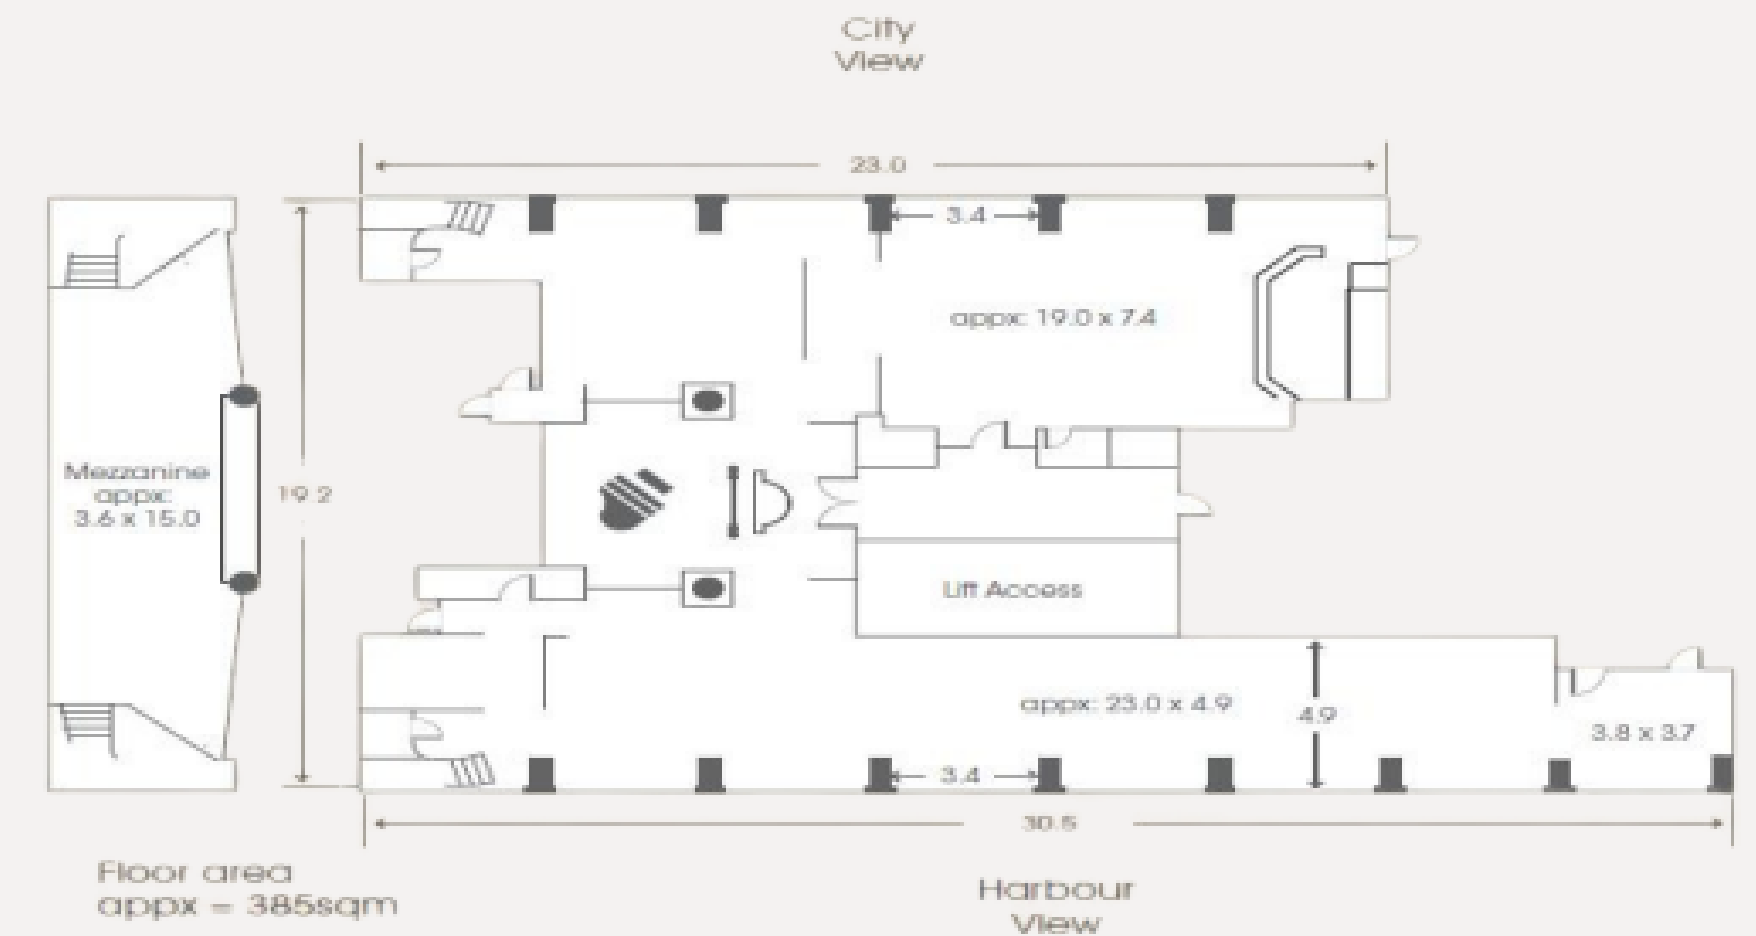 City
View
23.0
3.4
appx: 19.0 x 7.4
Mezzanine
appx:
3.6 x 15.0
19.2
Lift Access
appx: 23.0 x 4.9
4.9
3.8 x 3.7
3.4
30.5
Floor area
appx - 385sqm
Harbour
View